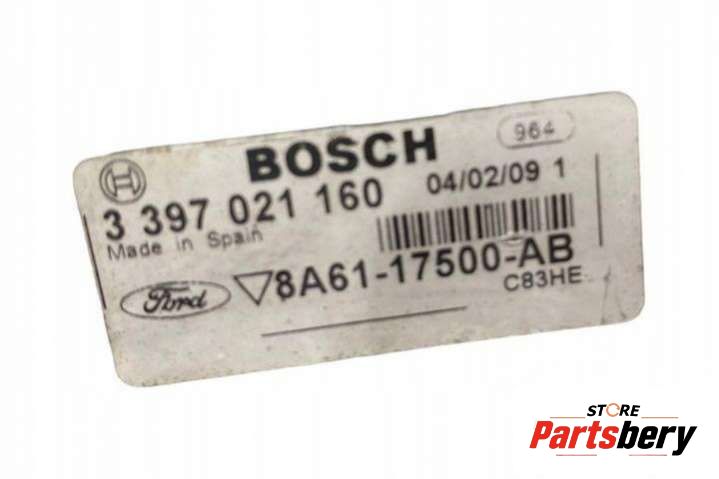 BOSCH
964
3 397 021 160
04/02/09 1
Made in Spain
Ford
8A61-17500-AB
C83HE
STORE
Partsbery